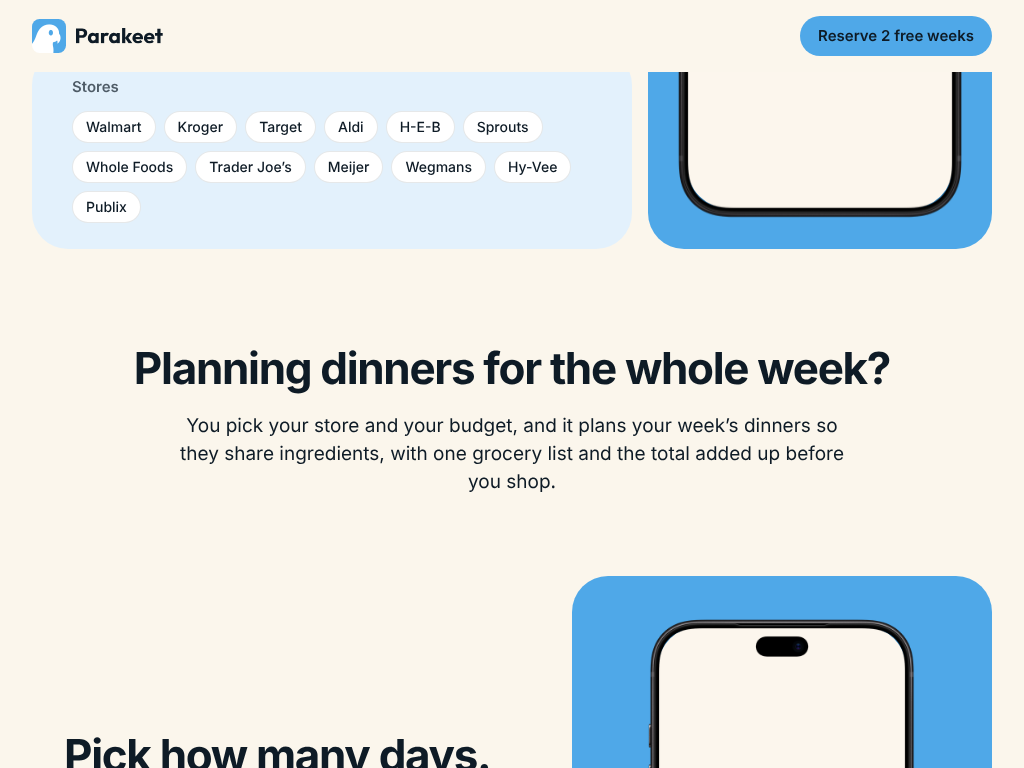 Parakeet
Reserve 2 free weeks
Stores
Walmart
Kroger
Target
Aldi
H-E-B
Sprouts
Whole Foods
Trader Joe’s
Meijer
Wegmans
Hy-Vee
Publix
Planning dinners for the whole week?
You pick your store and your budget, and it plans your week’s dinners so
they share ingredients, with one grocery list and the total added up before
you shop.
Pick how many days.